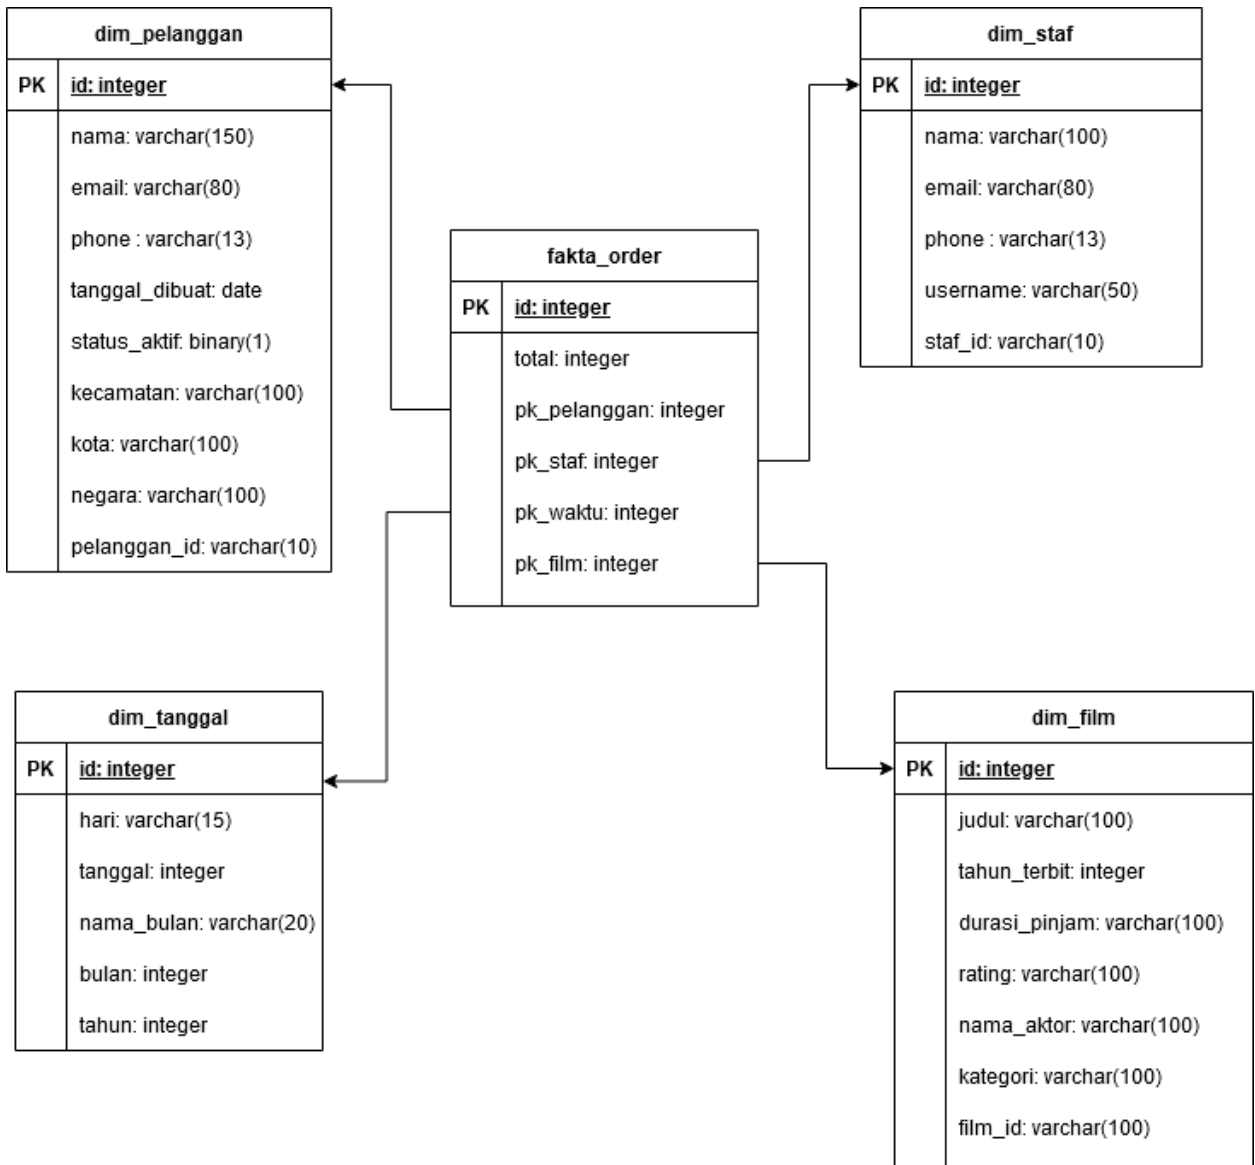 dim_pelanggan
PK id: integer
nama: varchar(150)
email: varchar(80)
phone : varchar(13)
tanggal_dibuat: date
status_aktif: binary(1)
kecamatan: varchar(100)
kota: varchar(100)
negara: varchar(100)
pelanggan_id: varchar(10)
dim_staf
PK id: integer
nama: varchar(100)
email: varchar(80)
phone : varchar(13)
username: varchar(50)
staf_id: varchar(10)
fakta_order
PK id: integer
total: integer
pk_pelanggan: integer
pk_staf: integer
pk_waktu: integer
pk_film: integer
dim_tanggal
PK id: integer
hari: varchar(15)
tanggal: integer
nama_bulan: varchar(20)
bulan: integer
tahun: integer
dim_film
PK id: integer
judul: varchar(100)
tahun_terbit: integer
durasi_pinjam: varchar(100)
rating: varchar(100)
nama_aktor: varchar(100)
kategori: varchar(100)
film_id: varchar(100)